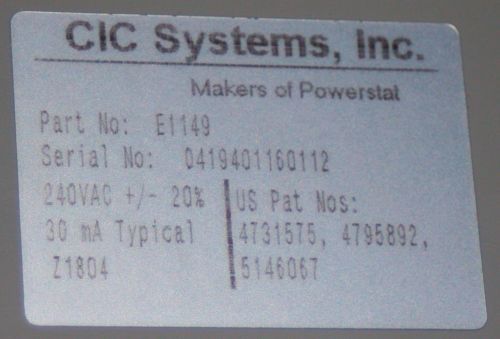 CIC Systems, Inc.
Makers of Powerstat
Part No: E1149
Serial No: 0419401160112
240VAC +/- 20%
30 mA Typical
Z1804
US Pat Nos:
4731575, 4795892,
5146067